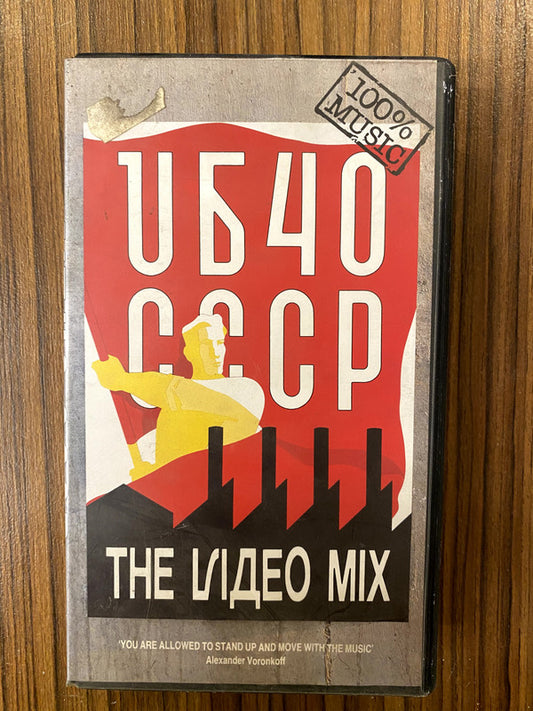 100%
MUSIC
UБ40
CCCP
THE VIДEO MIX
'YOU ARE ALLOWED TO STAND UP AND MOVE WITH THE MUSIC'
Alexander Voronkoff